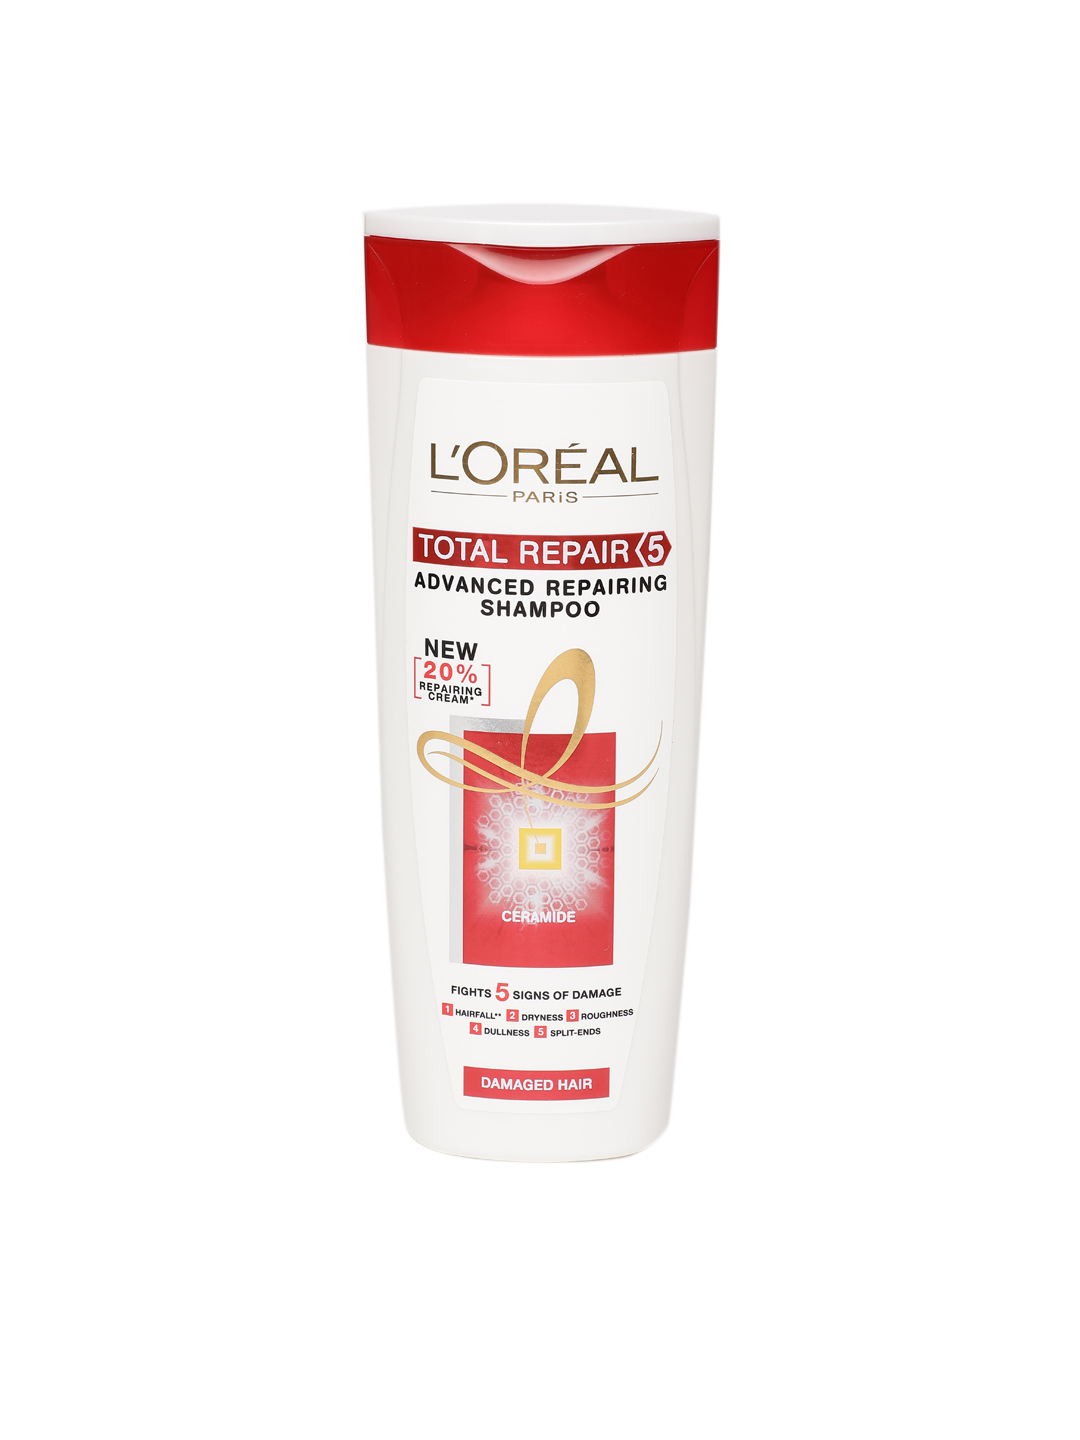 L'ORÉAL
PARiS
TOTAL REPAIR 5
ADVANCED REPAIRING
SHAMPOO
NEW
20%
REPAIRING
CREAM*
CERAMIDE
FIGHTS 5 SIGNS OF DAMAGE
1 HAIRFALL** 2 DRYNESS 3 ROUGHNESS
4 DULLNESS 5 SPLIT-ENDS
DAMAGED HAIR